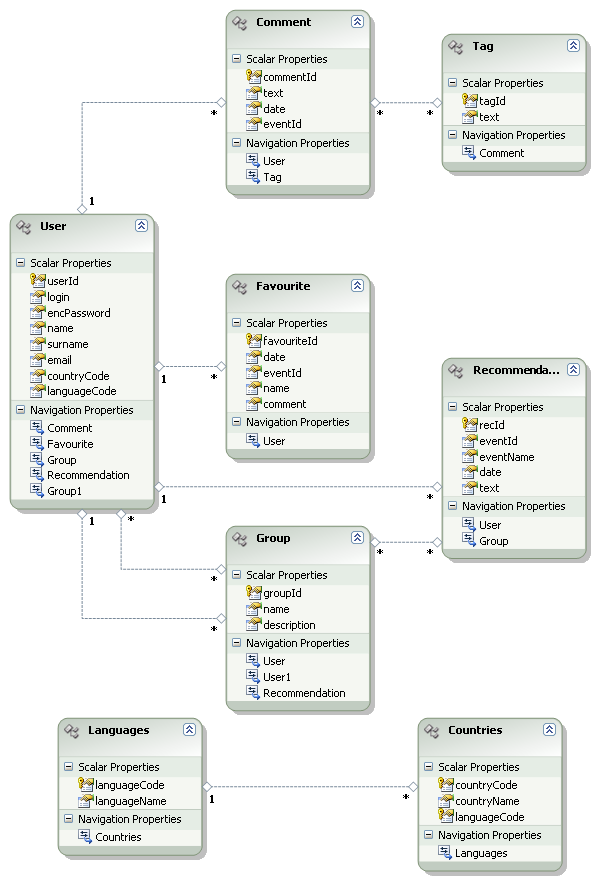 Comment
Scalar Properties
commentId
text
date
eventId
Navigation Properties
User
Tag
Tag
Scalar Properties
tagId
text
Navigation Properties
Comment
*
*
*
1
User
Scalar Properties
userId
login
encPassword
name
surname
email
countryCode
languageCode
Navigation Properties
Comment
Favourite
Group
Recommendation
Group1
Favourite
Scalar Properties
favouriteId
date
eventId
name
comment
Navigation Properties
User
1
*
Recommenda...
Scalar Properties
recId
eventId
eventName
date
text
Navigation Properties
User
Group
1
*
1
*
*
*
Group
Scalar Properties
groupId
name
description
Navigation Properties
User
User1
Recommendation
*
*
Languages
Scalar Properties
languageCode
languageName
Navigation Properties
Countries
1
*
Countries
Scalar Properties
countryCode
countryName
languageCode
Navigation Properties
Languages